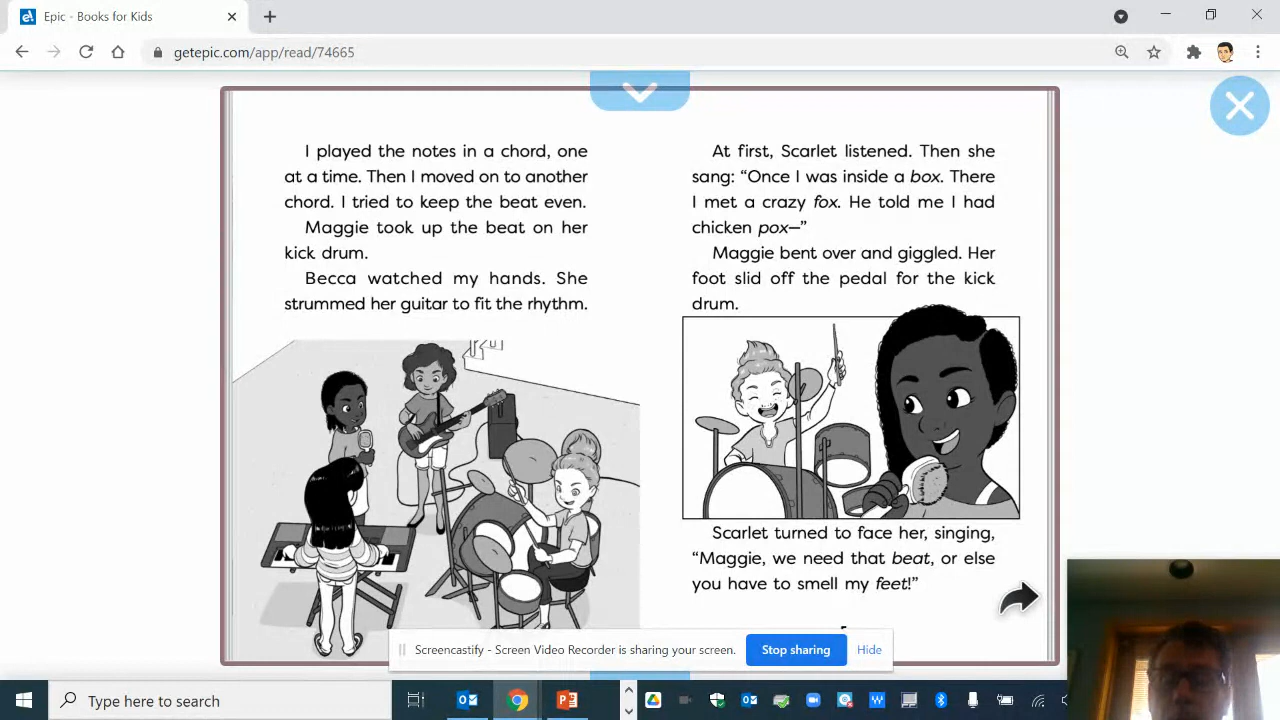 Epic - Books for Kids
getepic.com/app/read/74665
I played the notes in a chord, one
at a time. Then I moved on to another
chord. I tried to keep the beat even.
Maggie took up the beat on her
kick drum.
Becca watched my hands. She
strummed her guitar to fit the rhythm.
At first, Scarlet listened. Then she
sang: “Once I was inside a box. There
I met a crazy fox. He told me I had
chicken pox—”
Maggie bent over and giggled. Her
foot slid off the pedal for the kick
drum.
Scarlet turned to face her, singing,
“Maggie, we need that beat, or else
you have to smell my feet!”
Screencastify - Screen Video Recorder is sharing your screen.
Stop sharing
Hide
Type here to search